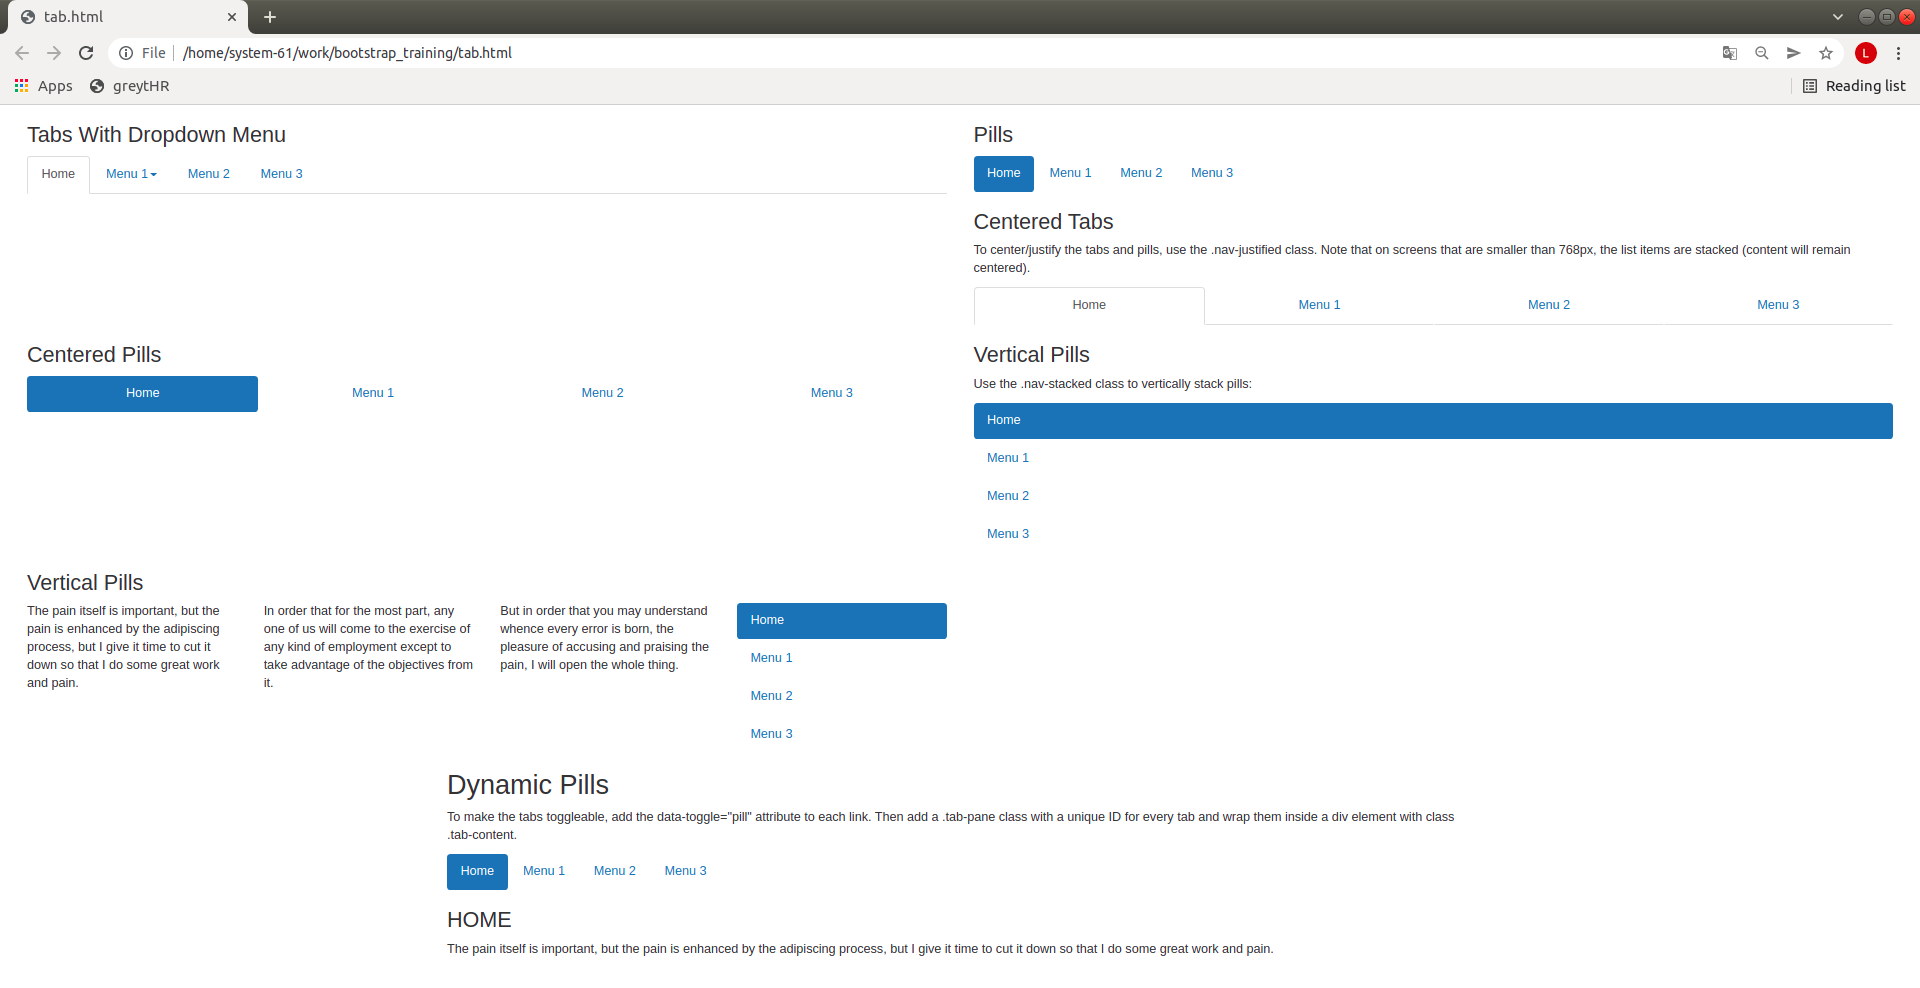 tab.html
File /home/system-61/work/bootstrap_training/tab.html
L
Apps greytHR Reading list
Tabs With Dropdown Menu
Home Menu 1 Menu 2 Menu 3
Pills
Home Menu 1 Menu 2 Menu 3
Centered Tabs
To center/justify the tabs and pills, use the .nav-justified class. Note that on screens that are smaller than 768px, the list items are stacked (content will remain
centered).
Home Menu 1 Menu 2 Menu 3
Centered Pills
Home Menu 1 Menu 2 Menu 3
Vertical Pills
Use the .nav-stacked class to vertically stack pills:
Home
Menu 1
Menu 2
Menu 3
Vertical Pills
The pain itself is important, but the
pain is enhanced by the adipiscing
process, but I give it time to cut it
down so that I do some great work
and pain.
In order that for the most part, any
one of us will come to the exercise of
any kind of employment except to
take advantage of the objectives from
it.
But in order that you may understand
whence every error is born, the
pleasure of accusing and praising the
pain, I will open the whole thing.
Home
Menu 1
Menu 2
Menu 3
Dynamic Pills
To make the tabs toggleable, add the data-toggle="pill" attribute to each link. Then add a .tab-pane class with a unique ID for every tab and wrap them inside a div element with class
.tab-content.
Home Menu 1 Menu 2 Menu 3
HOME
The pain itself is important, but the pain is enhanced by the adipiscing process, but I give it time to cut it down so that I do some great work and pain.